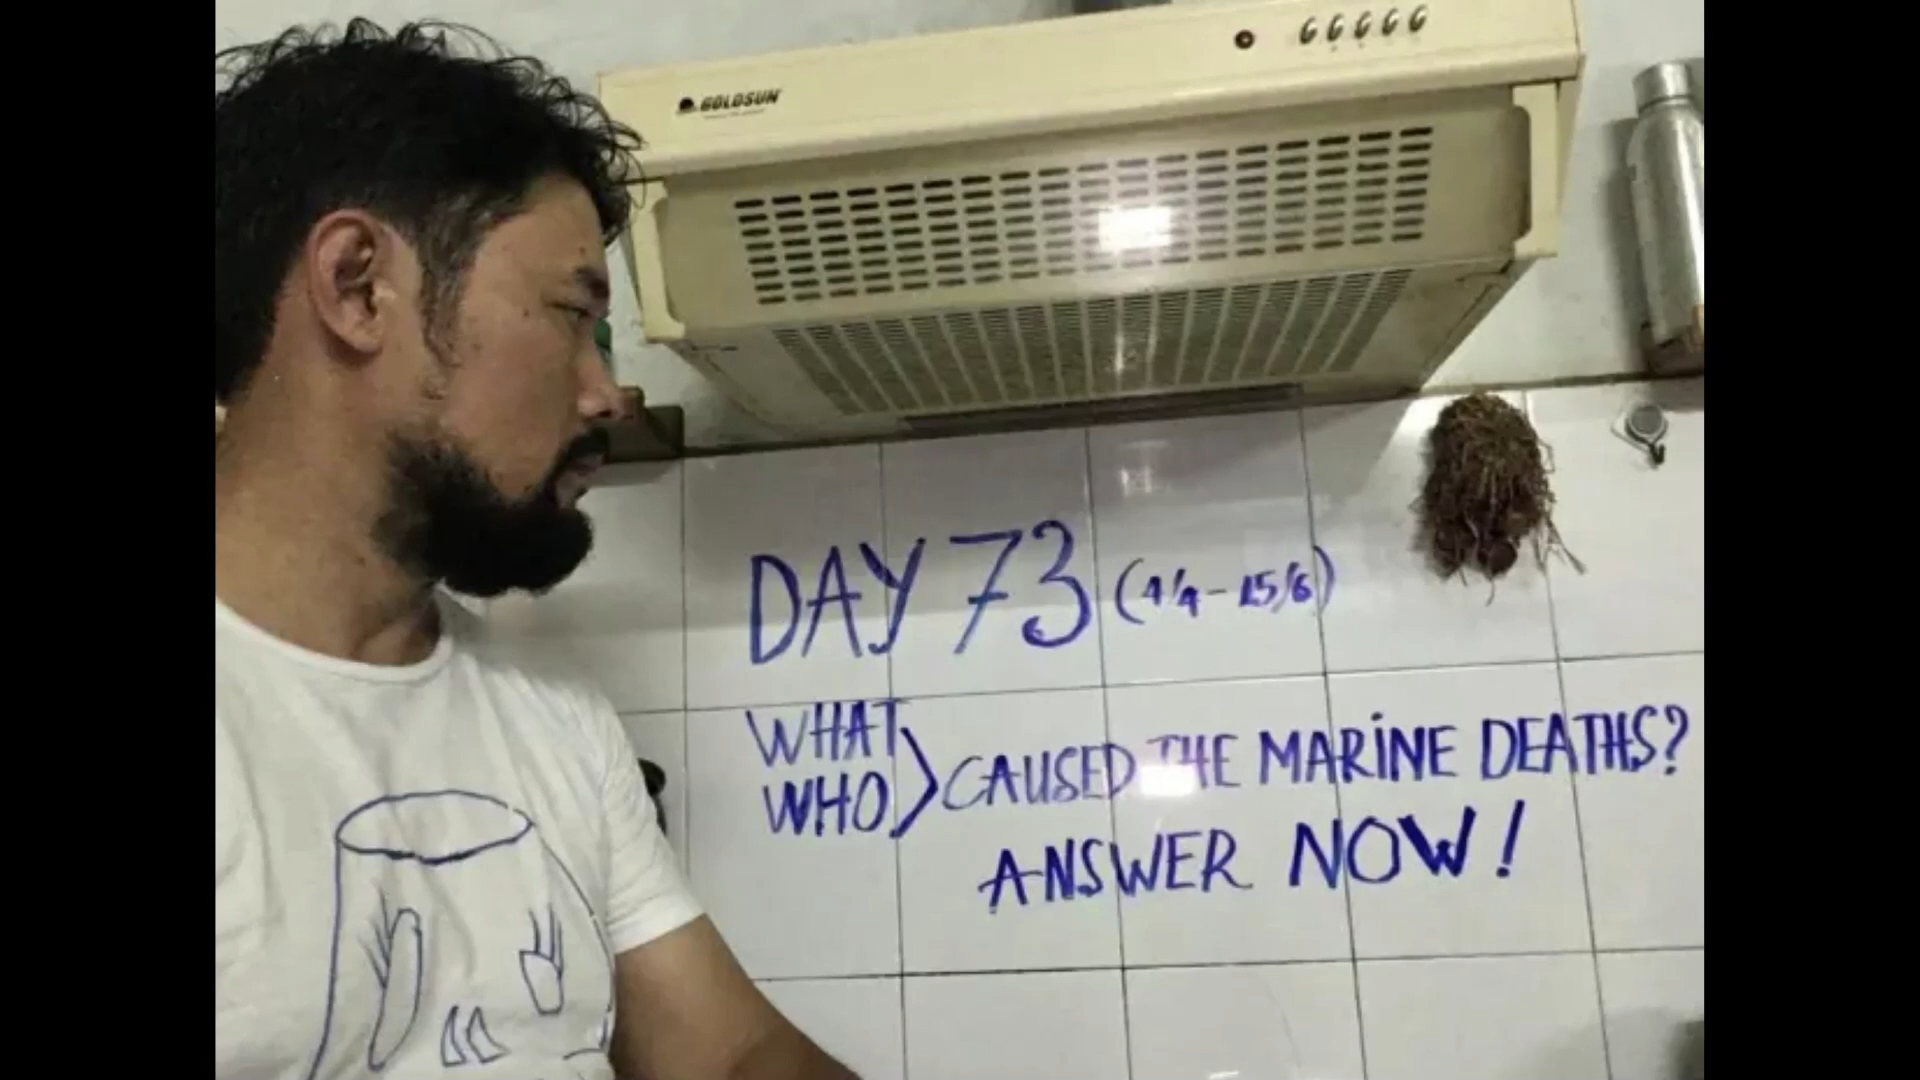 GOLDSUN
DAY 73 (4/4 - 15/6)
WHAT
WHO > CAUSED THE MARINE DEATHS?
ANSWER NOW!